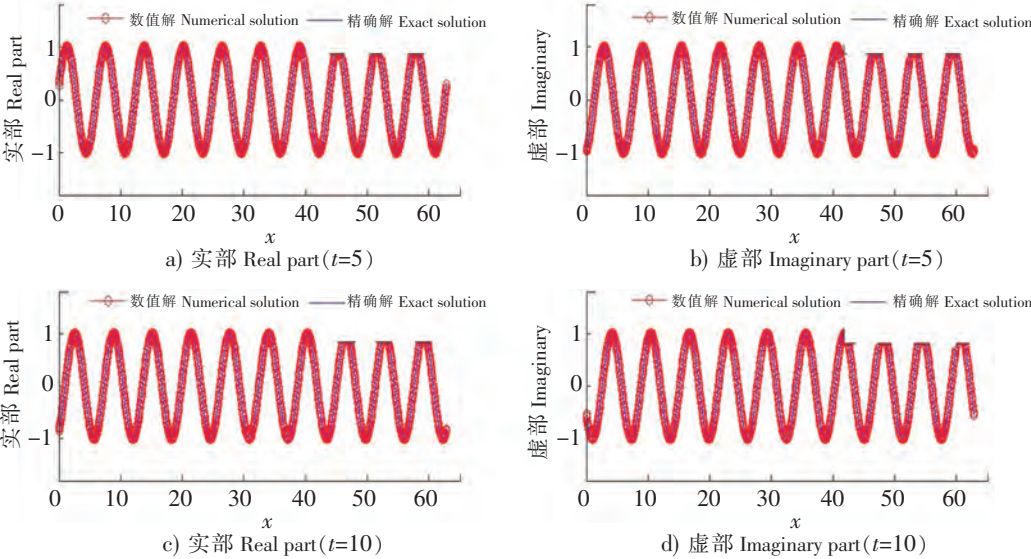 数值解 Numerical solution 精确解 Exact solution
实部 Real part
1
0
−1
0 10 20 30 40 50 60
x
a) 实部 Real part(t=5)
数值解 Numerical solution 精确解 Exact solution
虚部 Imaginary
1
0
−1
0 10 20 30 40 50 60
x
b) 虚部 Imaginary part(t=5)
数值解 Numerical solution 精确解 Exact solution
实部 Real part
1
0
−1
0 10 20 30 40 50 60
x
c) 实部 Real part(t=10)
数值解 Numerical solution 精确解 Exact solution
虚部 Imaginary
1
0
−1
0 10 20 30 40 50 60
x
d) 虚部 Imaginary part(t=10)